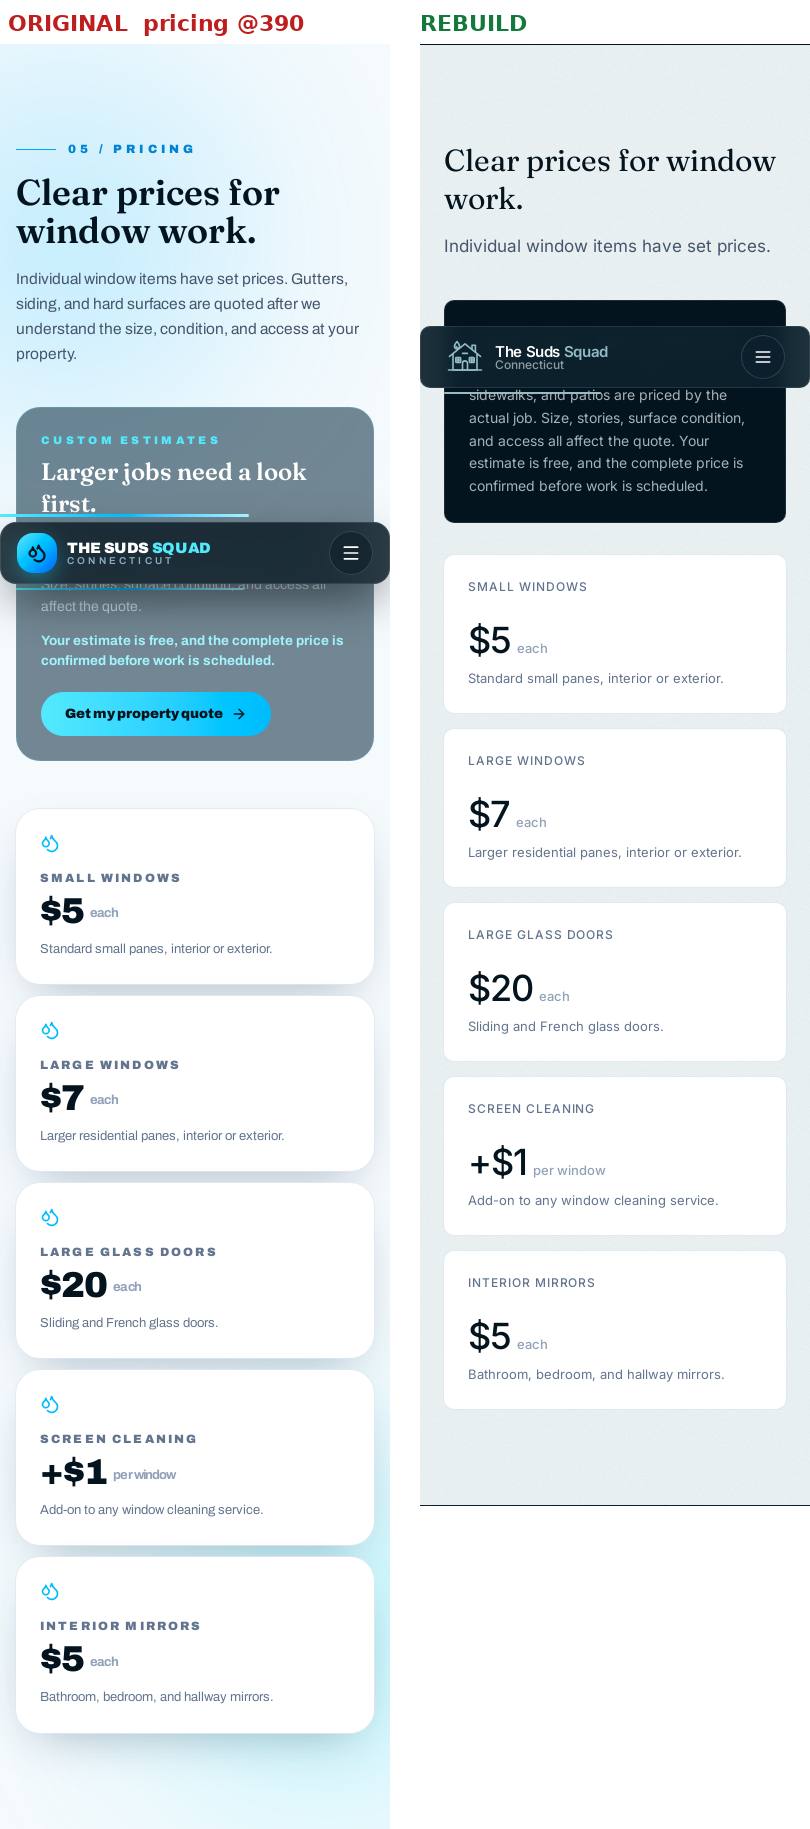 ORIGINAL pricing @390
05 / PRICING
Clear prices for
window work.
Individual window items have set prices. Gutters,
siding, and hard surfaces are quoted after we
understand the size, condition, and access at your
property.
CUSTOM ESTIMATES
Larger jobs need a look
first.
THE SUDS SQUAD
CONNECTICUT
Size, stories, surface condition, and access all
affect the quote.
Your estimate is free, and the complete price is
confirmed before work is scheduled.
Get my property quote
SMALL WINDOWS
$5 each
Standard small panes, interior or exterior.
LARGE WINDOWS
$7 each
Larger residential panes, interior or exterior.
LARGE GLASS DOORS
$20 each
Sliding and French glass doors.
SCREEN CLEANING
+$1 per window
Add-on to any window cleaning service.
INTERIOR MIRRORS
$5 each
Bathroom, bedroom, and hallway mirrors.
REBUILD
Clear prices for window
work.
Individual window items have set prices.
The Suds Squad
Connecticut
sidewalks, and patios are priced by the
actual job. Size, stories, surface condition,
and access all affect the quote. Your
estimate is free, and the complete price is
confirmed before work is scheduled.
SMALL WINDOWS
$5 each
Standard small panes, interior or exterior.
LARGE WINDOWS
$7 each
Larger residential panes, interior or exterior.
LARGE GLASS DOORS
$20 each
Sliding and French glass doors.
SCREEN CLEANING
+$1 per window
Add-on to any window cleaning service.
INTERIOR MIRRORS
$5 each
Bathroom, bedroom, and hallway mirrors.